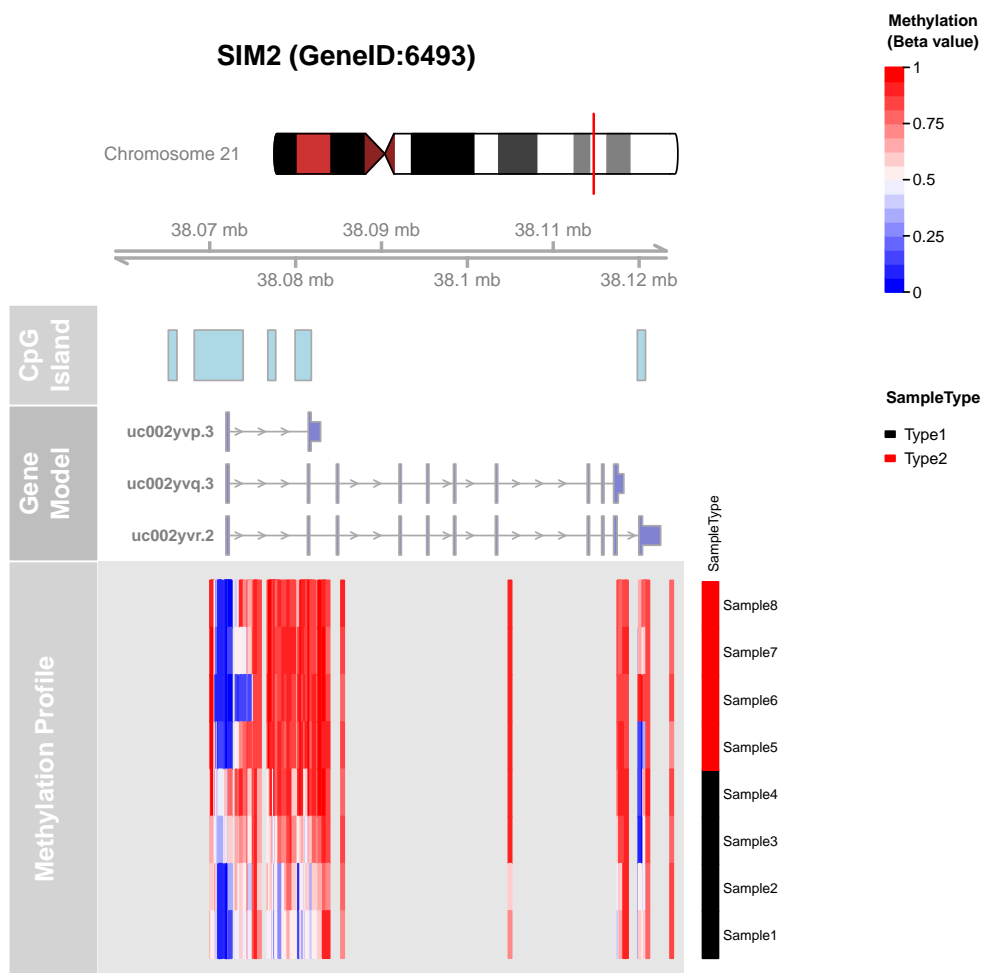 SIM2 (GeneID:6493)
Methylation
(Beta value)
1
0.75
0.5
0.25
0
Chromosome 21
38.07 mb
38.09 mb
38.11 mb
38.08 mb
38.1 mb
38.12 mb
CpG
Island
SampleType
Type1
Type2
Gene
Model
uc002yvp.3
uc002yvq.3
uc002yvr.2
SampleType
Methylation Profile
Sample8
Sample7
Sample6
Sample5
Sample4
Sample3
Sample2
Sample1